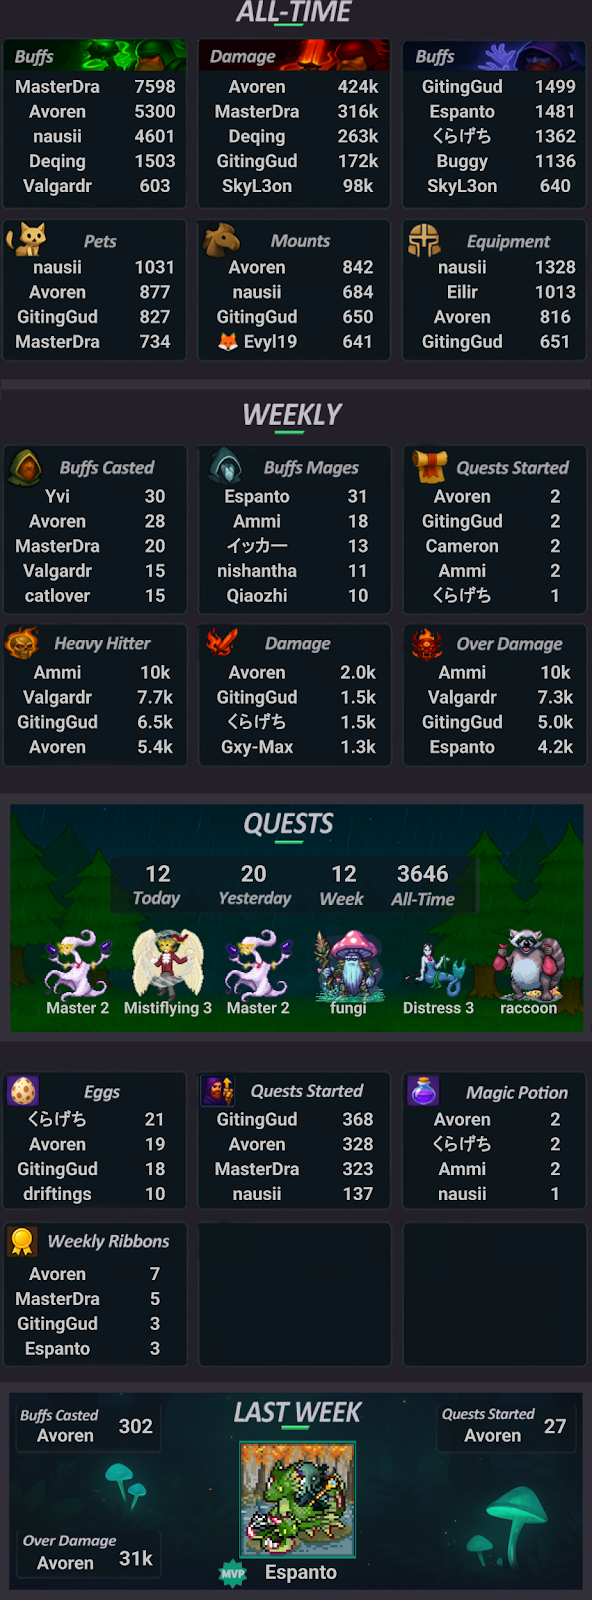 ALL-TIME
Buffs
MasterDra 7598
Avoren 5300
nausii 4601
Deqing 1503
Valgardr 603
Damage
Avoren 424k
MasterDra 316k
Deqing 263k
GitingGud 172k
SkyL3on 98k
Buffs
GitingGud 1499
Espanto 1481
くらげち 1362
Buggy 1136
SkyL3on 640
Pets
nausii 1031
Avoren 877
GitingGud 827
MasterDra 734
Mounts
Avoren 842
nausii 684
GitingGud 650
🦊 Evyl19 641
Equipment
nausii 1328
Eilir 1013
Avoren 816
GitingGud 651
WEEKLY
Buffs Casted
Yvi 30
Avoren 28
MasterDra 20
Valgardr 15
catlover 15
Buffs Mages
Espanto 31
Ammi 18
イッカー 13
nishantha 11
Qiaozhi 10
Quests Started
Avoren 2
GitingGud 2
Cameron 2
Ammi 2
くらげち 1
Heavy Hitter
Ammi 10k
Valgardr 7.7k
GitingGud 6.5k
Avoren 5.4k
Damage
Avoren 2.0k
GitingGud 1.5k
くらげち 1.5k
Gxy-Max 1.3k
Over Damage
Ammi 10k
Valgardr 7.3k
GitingGud 5.0k
Espanto 4.2k
QUESTS
12 20 12 3646
Today Yesterday Week All-Time
Master 2 Mistiflying 3 Master 2 fungi Distress 3 raccoon
Eggs
くらげち 21
Avoren 19
GitingGud 18
driftings 10
Quests Started
GitingGud 368
Avoren 328
MasterDra 323
nausii 137
Magic Potion
Avoren 2
くらげち 2
Ammi 2
nausii 1
Weekly Ribbons
Avoren 7
MasterDra 5
GitingGud 3
Espanto 3
LAST WEEK
Buffs Casted
Avoren 302
Quests Started
Avoren 27
Over Damage
Avoren 31k
MVP Espanto